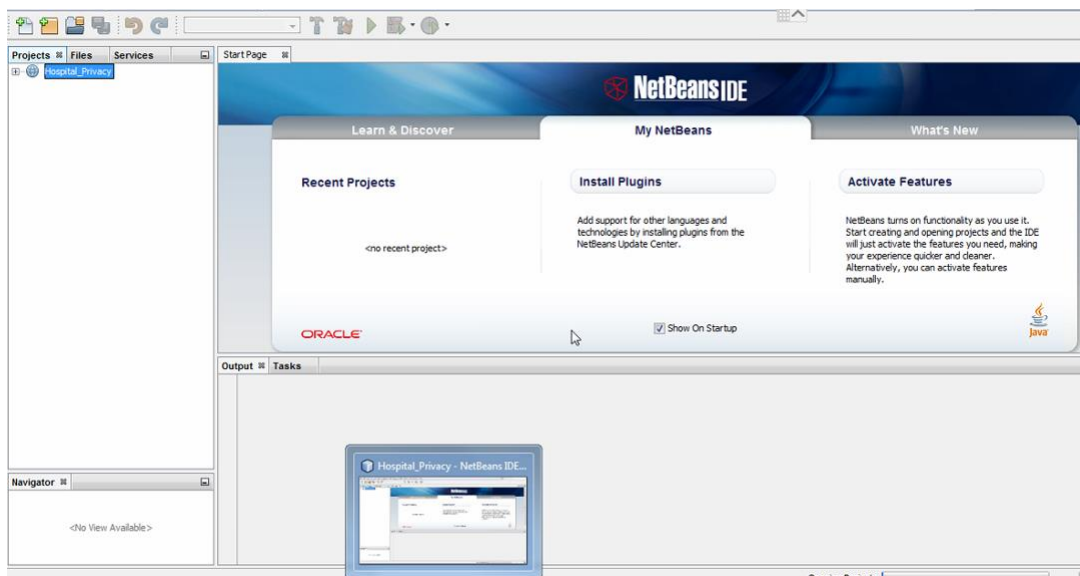 Projects Files Services
Hospital_Privacy
Start Page
NetBeans IDE
Learn & Discover My NetBeans What's New
Recent Projects
<no recent project>
Install Plugins
Add support for other languages and
technologies by installing plugins from the
NetBeans Update Center.
Activate Features
NetBeans turns on functionality as you use it.
Start creating and opening projects and the IDE
will just activate the features you need, making
your experience quicker and cleaner.
Alternatively, you can activate features
manually.
ORACLE
Show On Startup
Java
Output Tasks
Hospital_Privacy - NetBeans IDE...
Navigator
<No View Available>